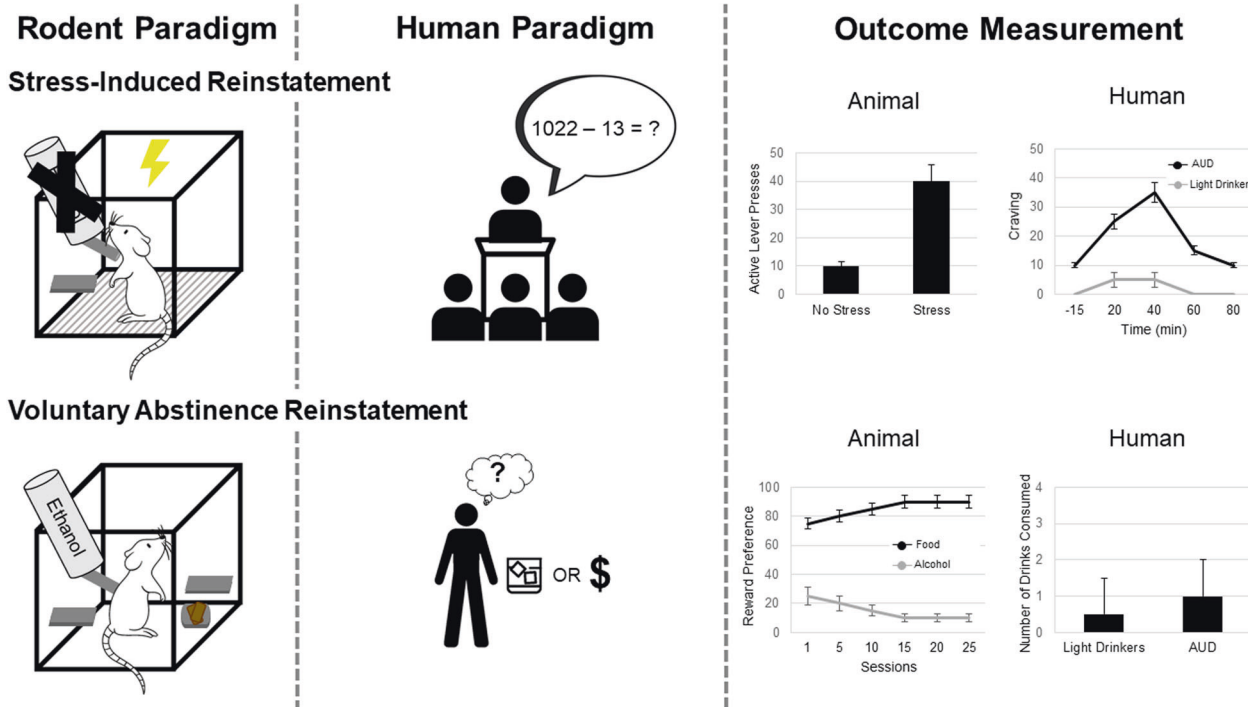 Rodent Paradigm
Human Paradigm
Outcome Measurement
Stress-Induced Reinstatement
1022 – 13 = ?
Animal
Active Lever Presses
50
40
30
20
10
0
No Stress
Stress
Human
Craving
50
40
30
20
10
0
AUD
Light Drinker
-15 20 40 60 80
Time (min)
Voluntary Abstinence Reinstatement
Ethanol
?
OR $
Animal
Reward Preference
100
80
60
40
20
0
Food
Alcohol
1 5 10 15 20 25
Sessions
Human
Number of Drinks Consumed
4
3
2
1
0
Light Drinkers
AUD